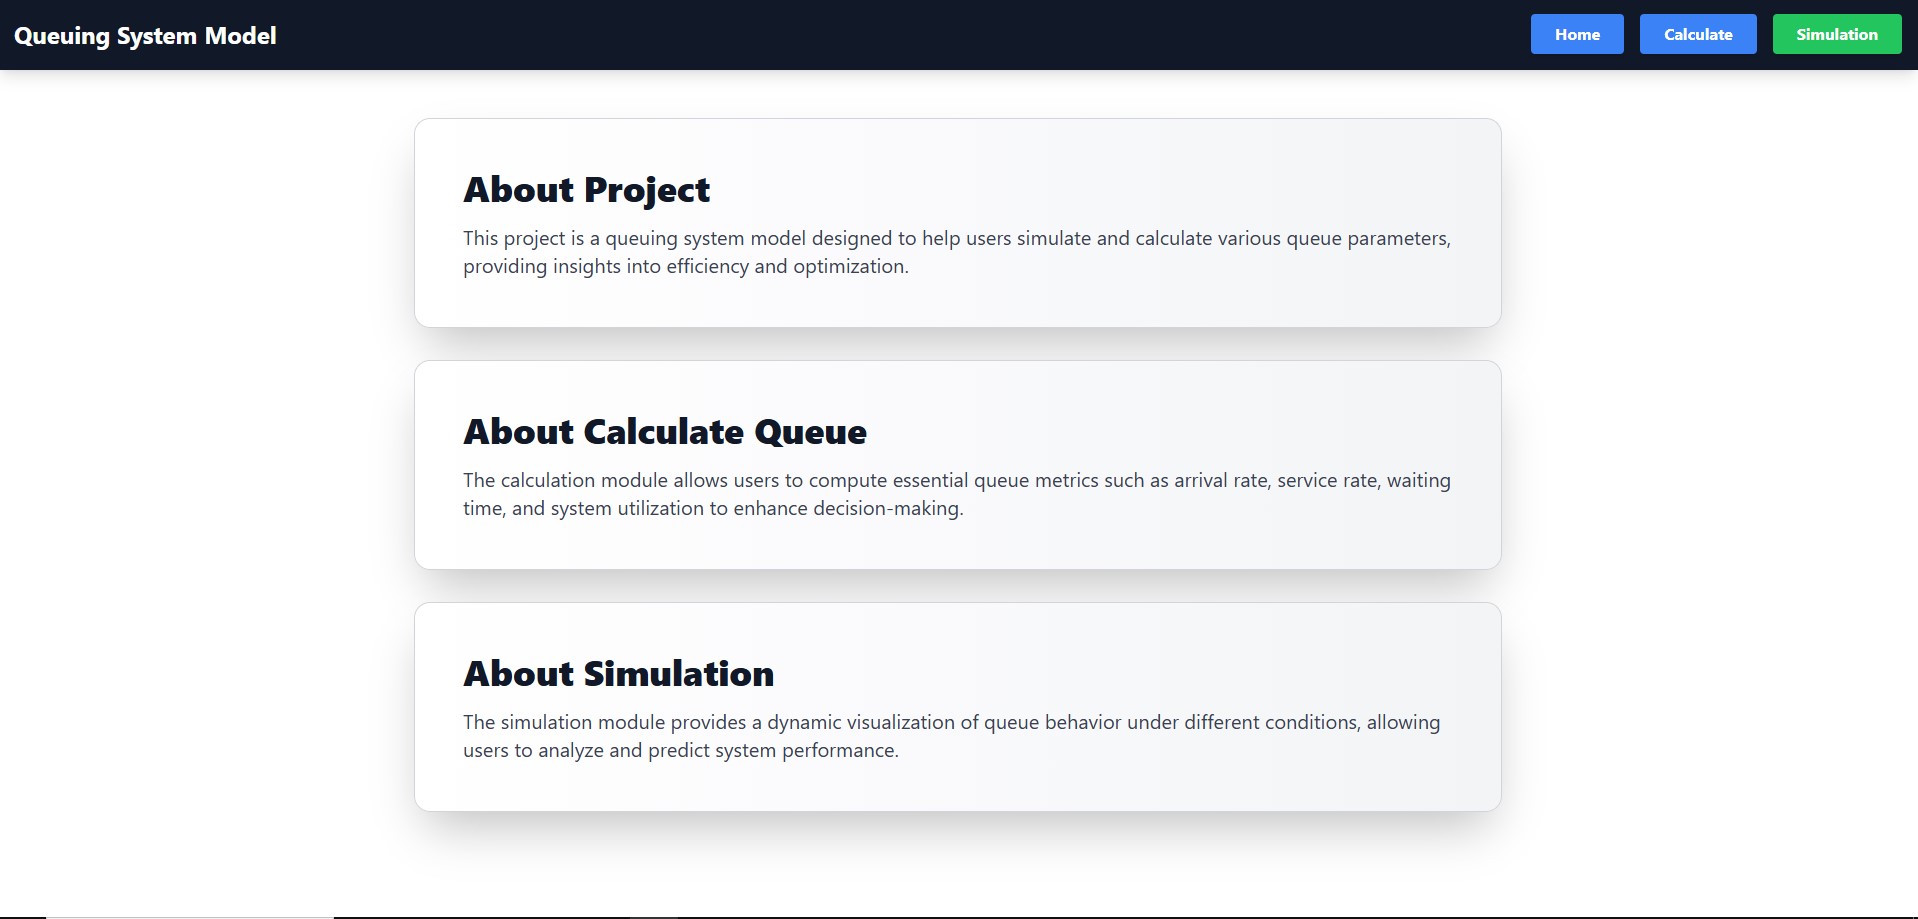 Queuing System Model
Home
Calculate
Simulation
About Project
This project is a queuing system model designed to help users simulate and calculate various queue parameters,
providing insights into efficiency and optimization.
About Calculate Queue
The calculation module allows users to compute essential queue metrics such as arrival rate, service rate, waiting
time, and system utilization to enhance decision-making.
About Simulation
The simulation module provides a dynamic visualization of queue behavior under different conditions, allowing
users to analyze and predict system performance.